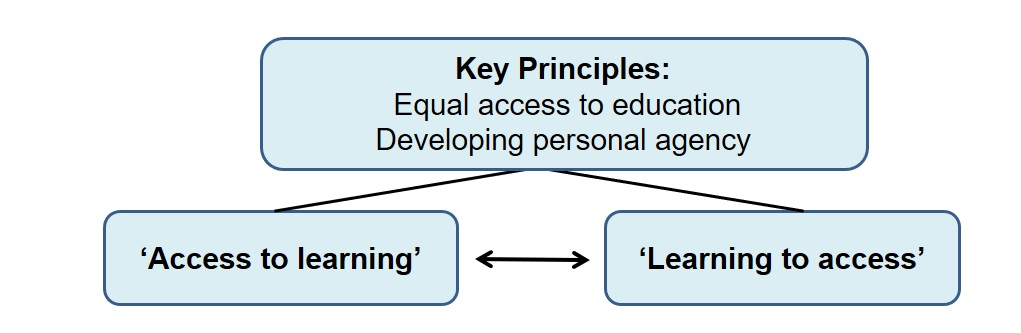 Key Principles:
Equal access to education
Developing personal agency
‘Access to learning’
‘Learning to access’